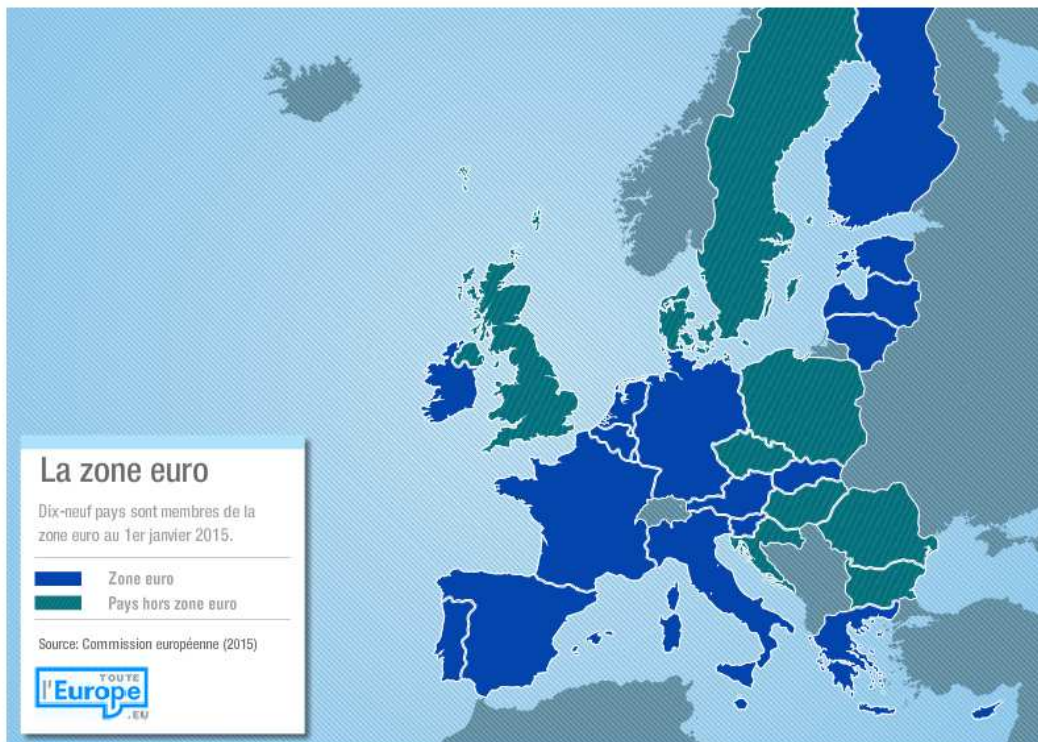 La zone euro
Dix-neuf pays sont membres de la
zone euro au 1er janvier 2015.
Zone euro
Pays hors zone euro
Source: Commission européenne (2015)
TOUTE
l'Europe
.EU